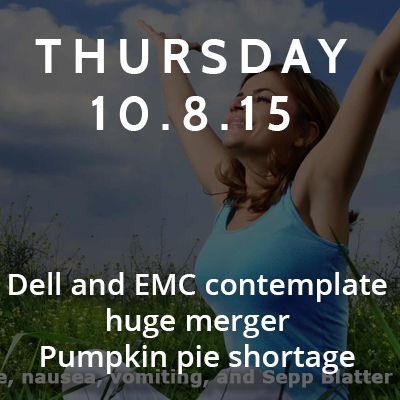 THURSDAY
10.8.15
Dell and EMC contemplate
huge merger
Pumpkin pie shortage
e, nausea, vomiting, and Sepp Blatter